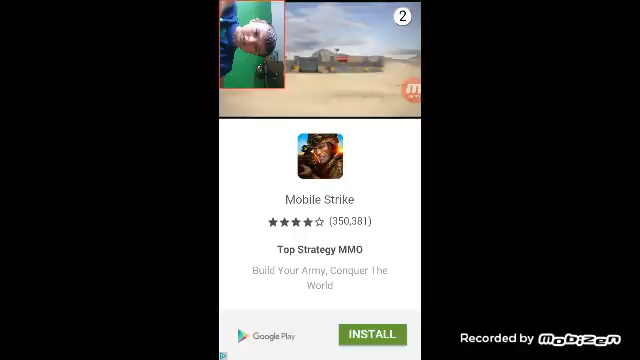 2
Mobile Strike
(350,381)
Top Strategy MMO
Build Your Army, Conquer The
World
Google Play
INSTALL
Recorded by mobizen